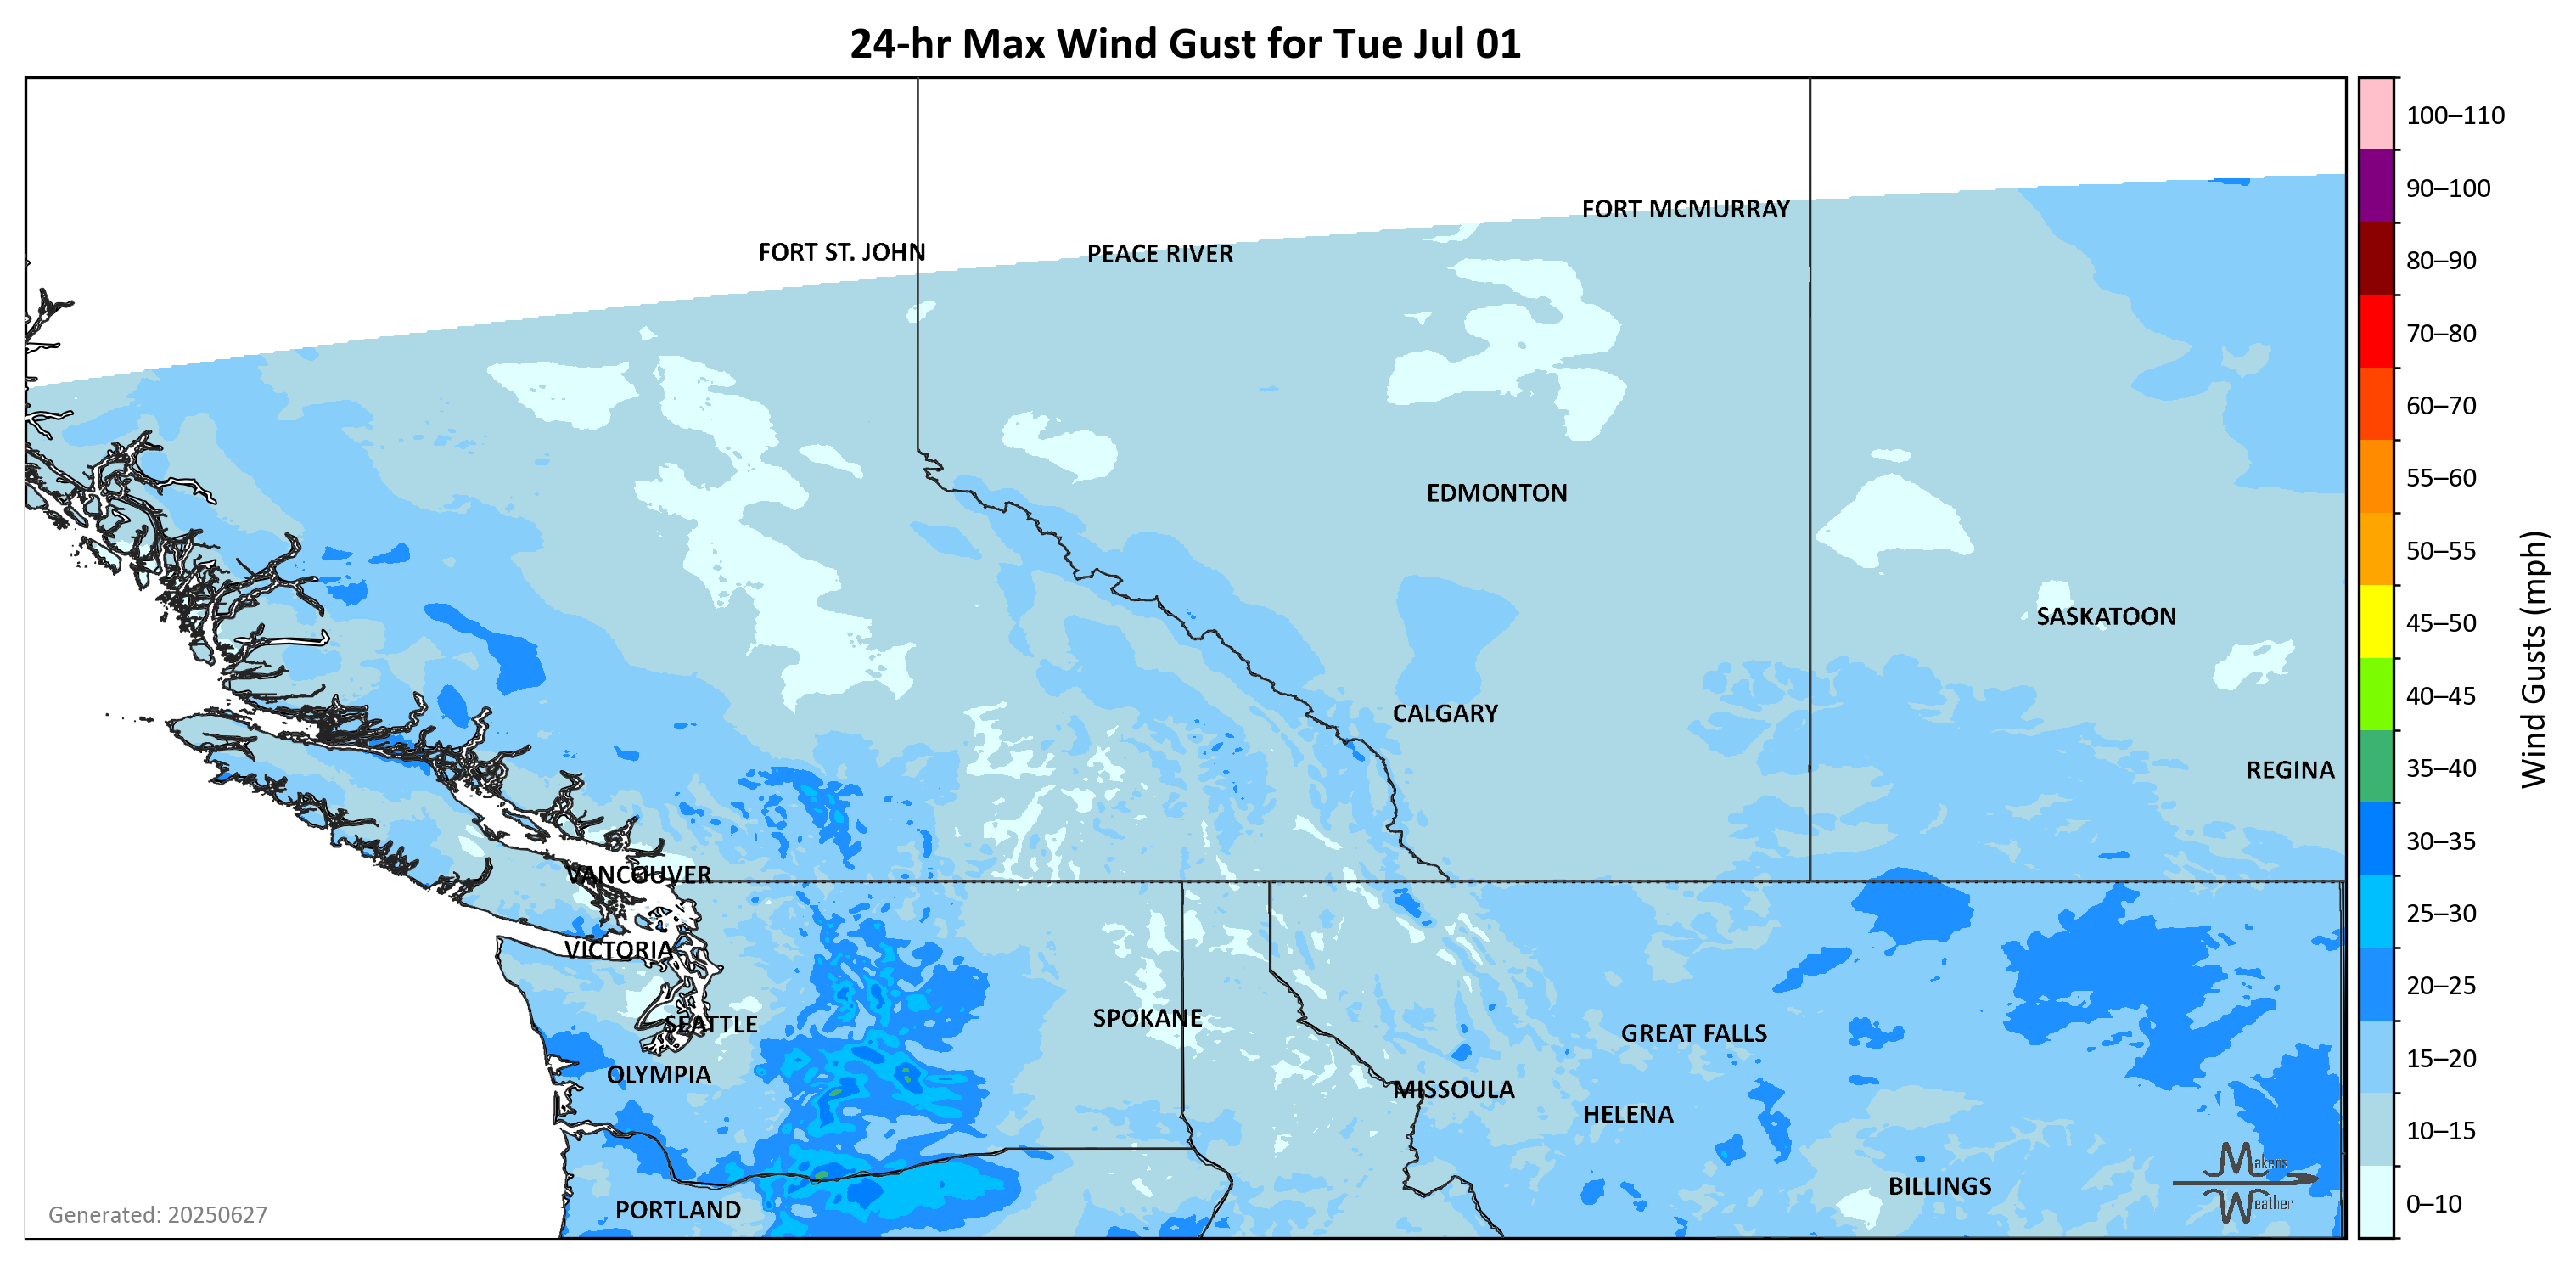 24-hr Max Wind Gust for Tue Jul 01
100–110
90–100
FORT MCMURRAY
FORT ST. JOHN
PEACE RIVER
80–90
70–80
60–70
55–60
EDMONTON
50–55
45–50
SASKATOON
40–45
CALGARY
Wind Gusts (mph)
35–40
REGINA
30–35
VANCOUVER
25–30
VICTORIA
20–25
SPOKANE
SEATTLE
GREAT FALLS
15–20
OLYMPIA
MISSOULA
HELENA
10–15
Makens
Weather
BILLINGS
0–10
PORTLAND
Generated: 20250627